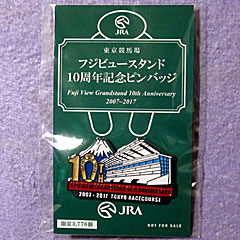 JRA
東京競馬場
フジビュースタンド
10周年記念ピンバッジ
Fuji View Grandstand 10th Anniversary
2007~2017
10TH
2007-2017 TOKYO RACECOURSE
JRA
限定3,776個
NOT FOR SALE